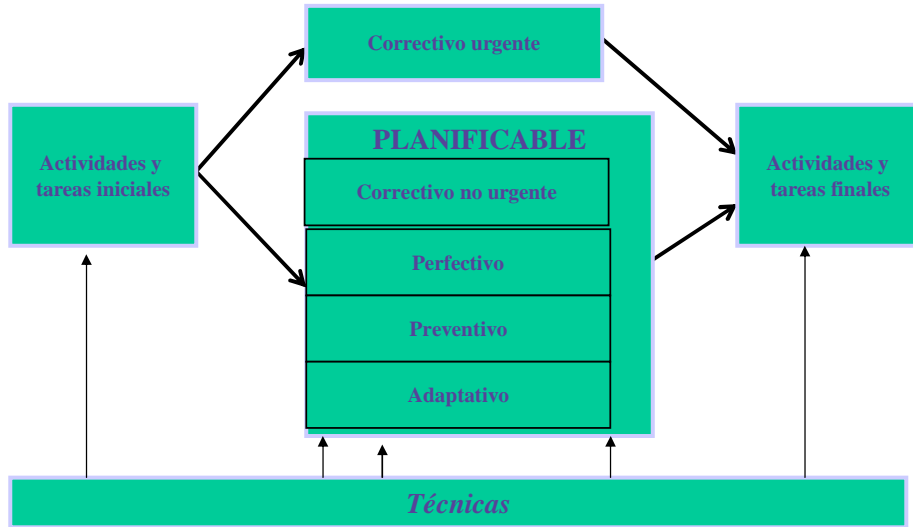 Correctivo urgente
Actividades y
tareas iniciales
PLANIFICABLE
Correctivo no urgente
Perfectivo
Preventivo
Adaptativo
Actividades y
tareas finales
Técnicas